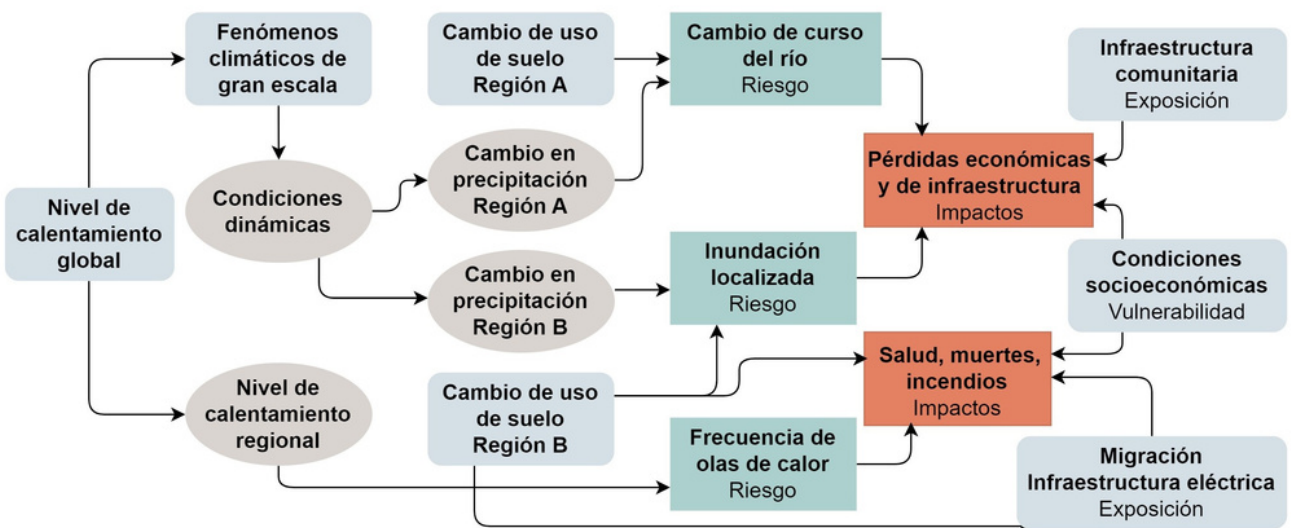 Fenómenos
climáticos de
gran escala
Cambio de uso
de suelo
Región A
Cambio de curso
del río
Riesgo
Infraestructura
comunitaria
Exposición
Nivel de
calentamiento
global
Condiciones
dinámicas
Cambio en
precipitación
Región A
Pérdidas económicas
y de infraestructura
Impactos
Cambio en
precipitación
Región B
Inundación
localizada
Riesgo
Condiciones
socioeconómicas
Vulnerabilidad
Nivel de
calentamiento
regional
Cambio de uso
de suelo
Región B
Salud, muertes,
incendios
Impactos
Frecuencia de
olas de calor
Riesgo
Migración
Infraestructura eléctrica
Exposición